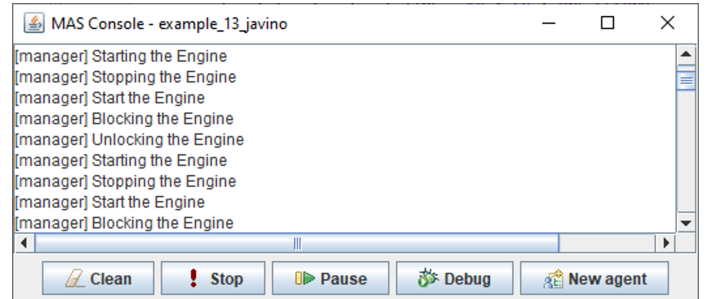 MAS Console - example_13_javino
[manager] Starting the Engine
[manager] Stopping the Engine
[manager] Start the Engine
[manager] Blocking the Engine
[manager] Unlocking the Engine
[manager] Starting the Engine
[manager] Stopping the Engine
[manager] Start the Engine
[manager] Blocking the Engine
Clean Stop Pause Debug New agent